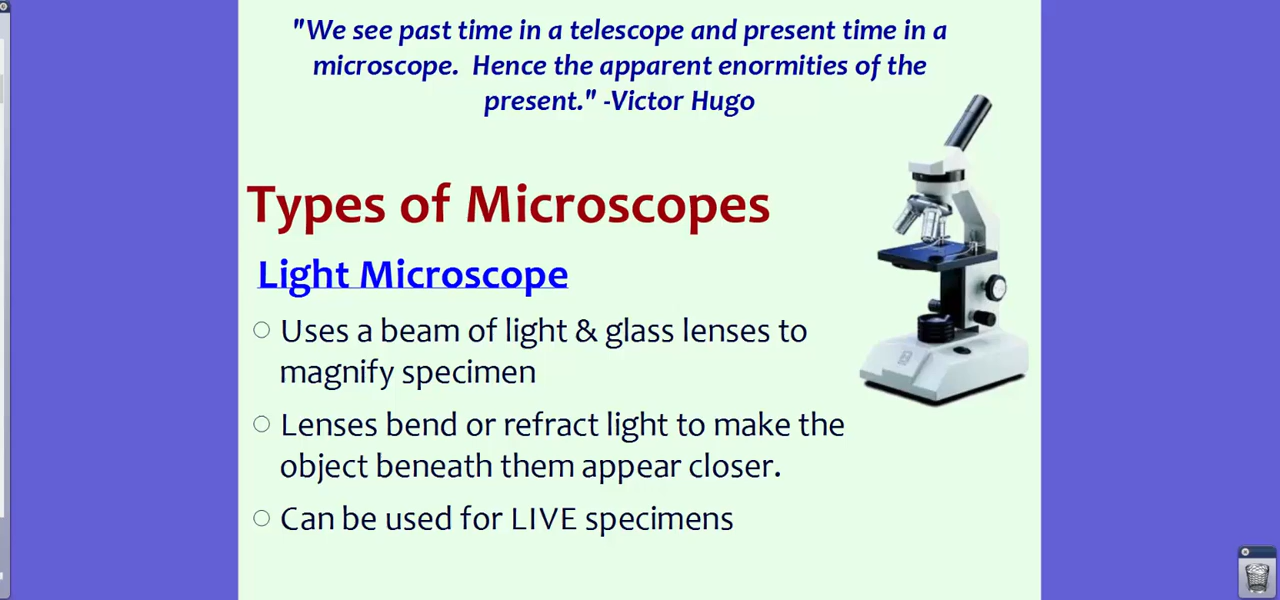 "We see past time in a telescope and present time in a
microscope.  Hence the apparent enormities of the
present." -Victor Hugo
Types of Microscopes
Light Microscope
○ Uses a beam of light & glass lenses to
magnify specimen
○ Lenses bend or refract light to make the
object beneath them appear closer.
○ Can be used for LIVE specimens